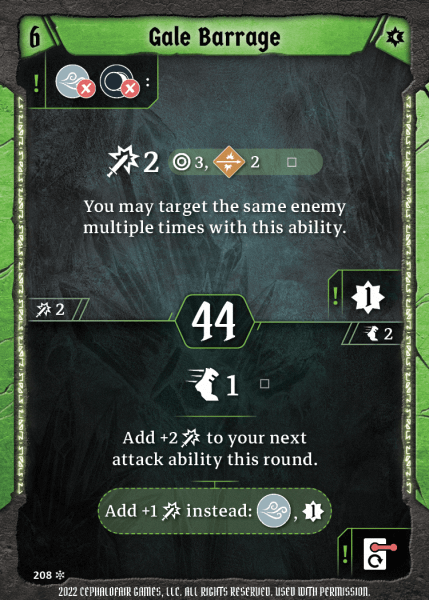 6 Gale Barrage
! :
2 3, 2
You may target the same enemy
multiple times with this ability.
! 1
2 44 2
1
Add +2 to your next
attack ability this round.
Add +1 instead: , 1
!
208
2022 CEPHALOFAIR GAMES, LLC. ALL RIGHTS RESERVED. USED WITH PERMISSION.